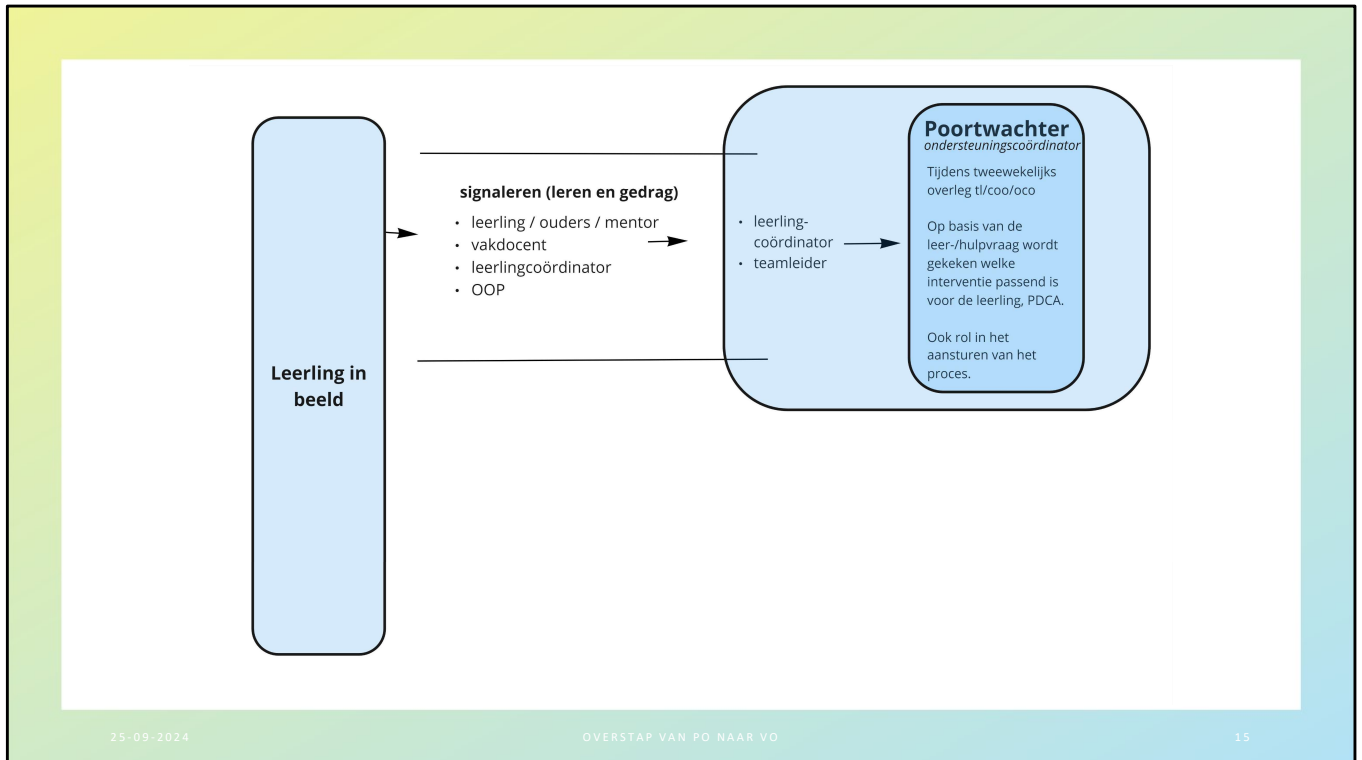 Leerling in
beeld
signaleren (leren en gedrag)
• leerling / ouders / mentor
• vakdocent
• leerlingcoördinator
• OOP
• leerling-
coördinator
• teamleider
Poortwachter
ondersteuningscoördinator
Tijdens tweewekelijks
overleg tl/coo/oco
Op basis van de
leer-/hulpvraag wordt
gekeken welke
interventie passend is
voor de leerling, PDCA.
Ook rol in het
aansturen van het
proces.
25-09-2024
OVERSTAP VAN PO NAAR VO
15